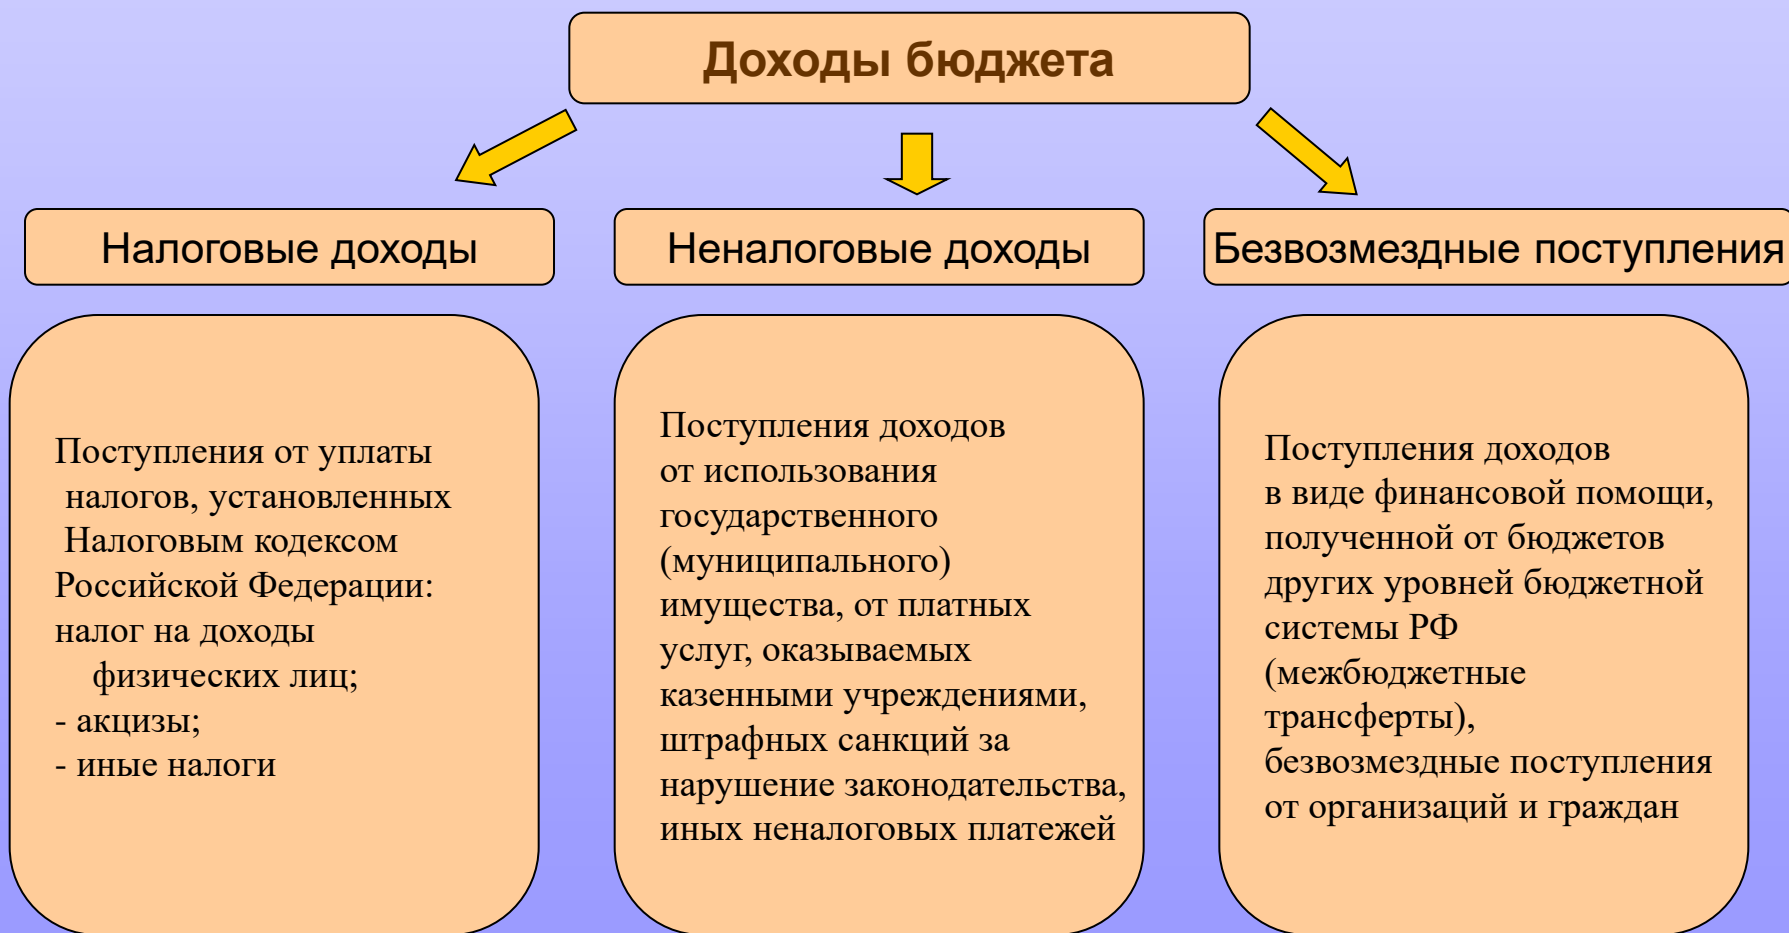 Доходы бюджета
Налоговые доходы
Неналоговые доходы
Безвозмездные поступления
Поступления от уплаты
налогов, установленных
Налоговым кодексом
Российской Федерации:
налог на доходы
физических лиц;
- акцизы;
- иные налоги
Поступления доходов
от использования
государственного
(муниципального)
имущества, от платных
услуг, оказываемых
казенными учреждениями,
штрафных санкций за
нарушение законодательства,
иных неналоговых платежей
Поступления доходов
в виде финансовой помощи,
полученной от бюджетов
других уровней бюджетной
системы РФ
(межбюджетные
трансферты),
безвозмездные поступления
от организаций и граждан